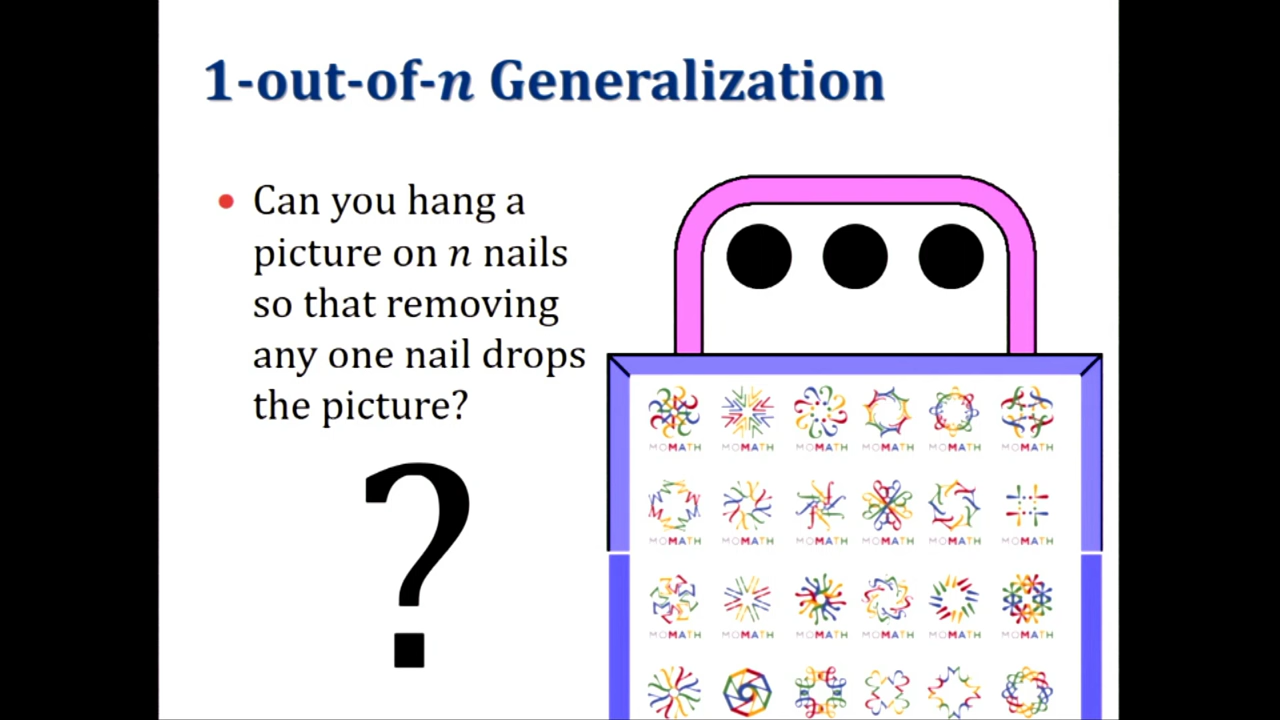 1-out-of-n Generalization
• Can you hang a
picture on n nails
so that removing
any one nail drops
the picture?
?
MOMATH MOMATH MOMATH MOMATH MOMATH MOMATH
MOMATH MOMATH MOMATH MOMATH MOMATH MOMATH
MOMATH MOMATH MOMATH MOMATH MOMATH MOMATH